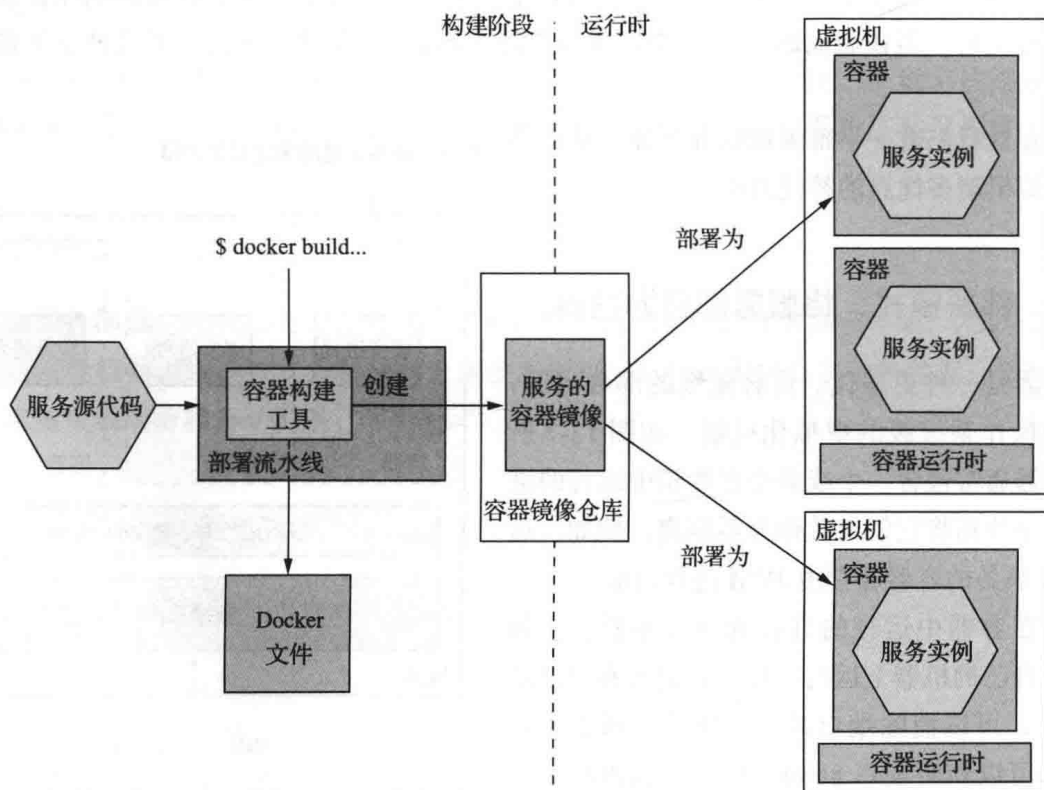 构建阶段
运行时
虚拟机
容器
服务实例
部署为
容器
$ docker build...
服务实例
服务源代码
容器构建
工具
创建
部署流水线
服务的
容器镜像
容器镜像仓库
容器运行时
部署为
虚拟机
容器
服务实例
Docker
文件
容器运行时